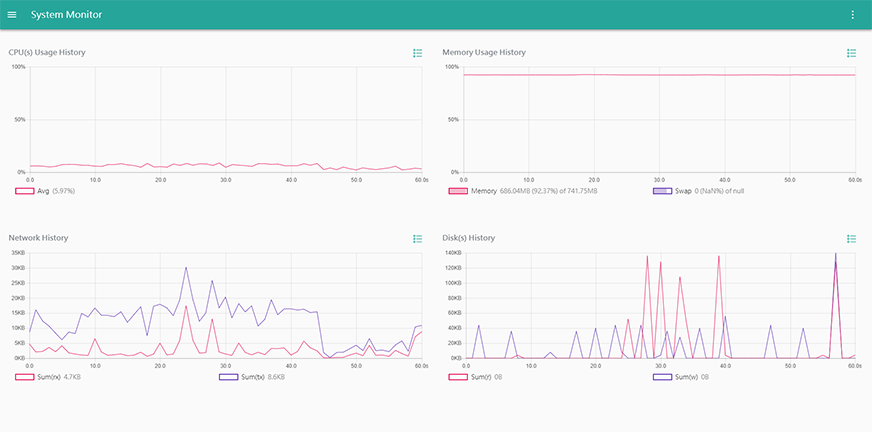 System Monitor
CPU(s) Usage History
100%
50%
0%
0.0 10.0 20.0 30.0 40.0 50.0 60.0s
Avg (5.97%)
Memory Usage History
100%
50%
0%
0.0 10.0 20.0 30.0 40.0 50.0 60.0s
Memory 686.04MB (92.37%) of 741.75MB
Swap 0 (NaN%) of null
Network History
35KB
30KB
25KB
20KB
15KB
10KB
5KB
0KB
0.0 10.0 20.0 30.0 40.0 50.0 60.0s
Sum(rx) 4.7KB
Sum(tx) 8.6KB
Disk(s) History
140KB
120KB
100KB
80KB
60KB
40KB
20KB
0KB
0.0 10.0 20.0 30.0 40.0 50.0 60.0s
Sum(r) 0B
Sum(w) 0B